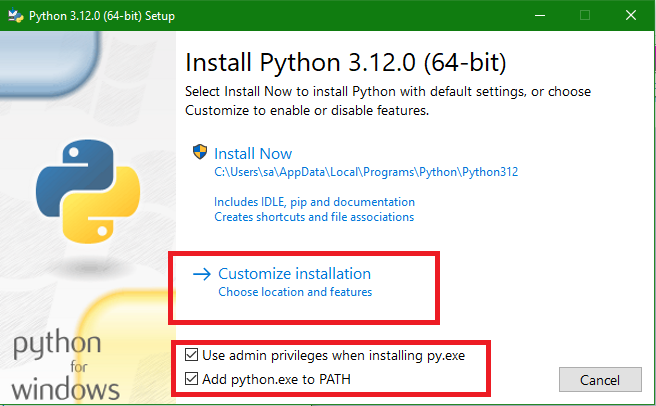 Python 3.12.0 (64-bit) Setup
Install Python 3.12.0 (64-bit)
Select Install Now to install Python with default settings, or choose
Customize to enable or disable features.
Install Now
C:\Users\sa\AppData\Local\Programs\Python\Python312
Includes IDLE, pip and documentation
Creates shortcuts and file associations
Customize installation
Choose location and features
Use admin privileges when installing py.exe
Add python.exe to PATH
python
for
windows
Cancel